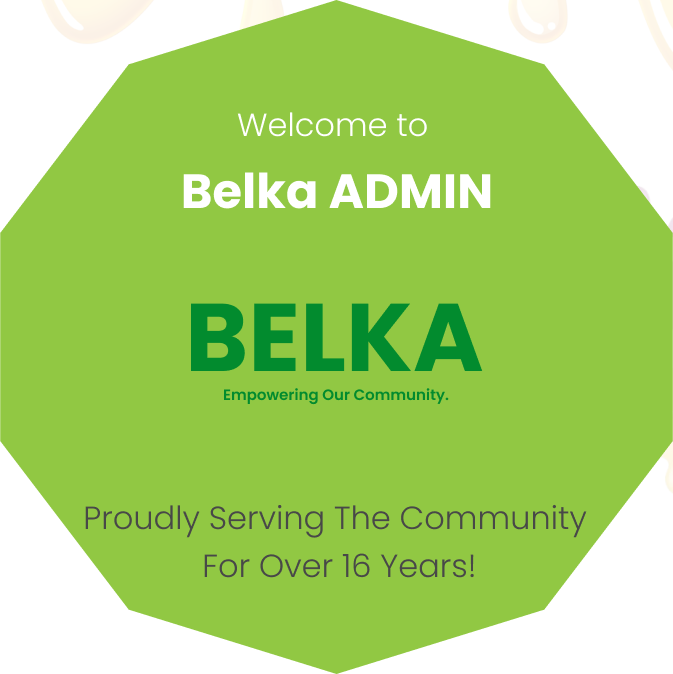 Welcome to
Belka ADMIN
BELKA
Empowering Our Community.
Proudly Serving The Community
For Over 16 Years!